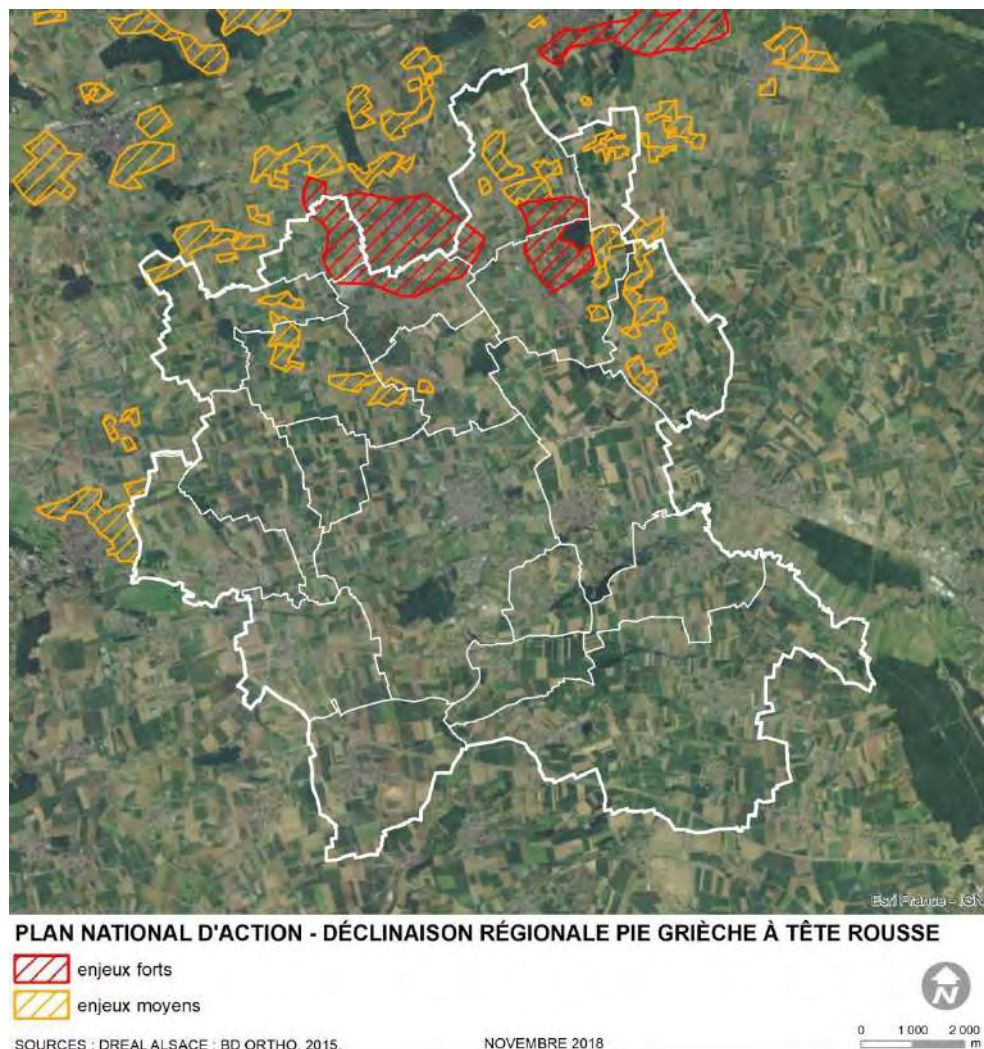 Esri France - IGN
PLAN NATIONAL D'ACTION - DÉCLINAISON RÉGIONALE PIE GRIÈCHE À TÊTE ROUSSE
enjeux forts
enjeux moyens
N
0 1 000 2 000
m
SOURCES : DREAL ALSACE ; BD ORTHO, 2015.
NOVEMBRE 2018